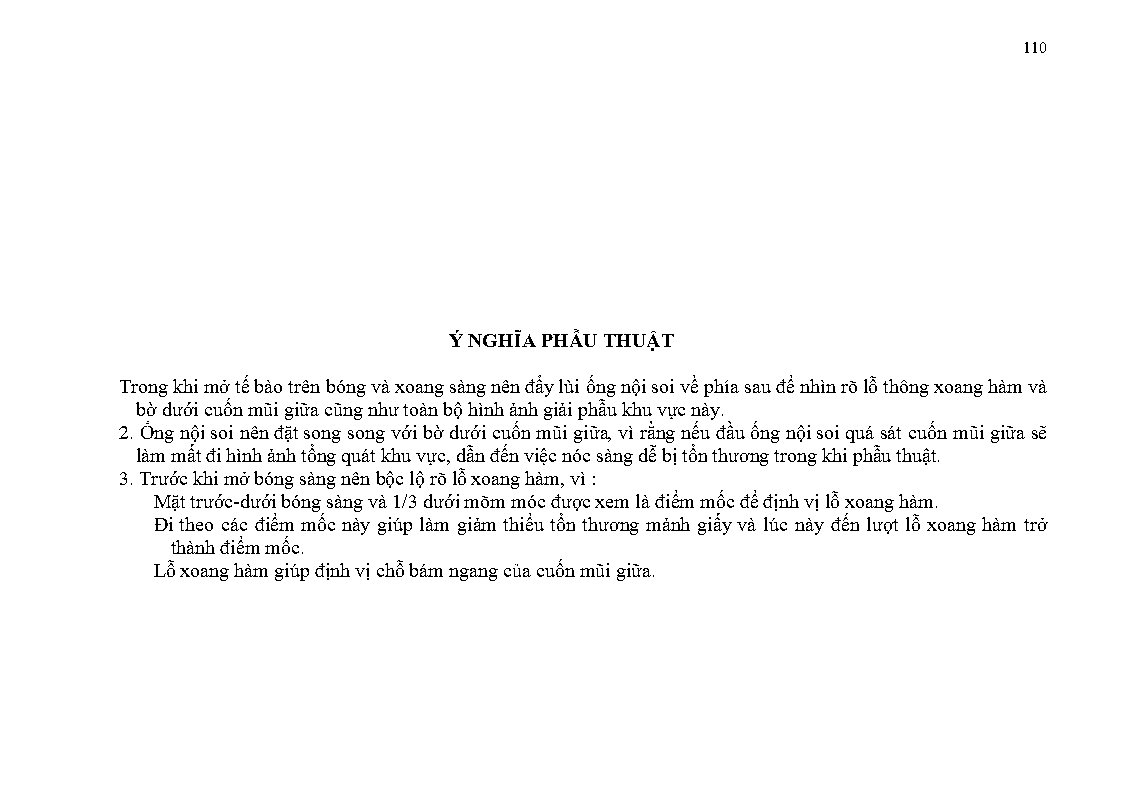 110
Ý NGHĨA PHẪU THUẬT
Trong khi mở tế bào trên bóng và xoang sàng nên đẩy lùi ống nội soi về phía sau để nhìn rõ lỗ thông xoang hàm và
bờ dưới cuốn mũi giữa cũng như toàn bộ hình ảnh giải phẫu khu vực này.
2. Ống nội soi nên đặt song song với bờ dưới cuốn mũi giữa, vì rằng nếu đầu ống nội soi quá sát cuốn mũi giữa sẽ
làm mất đi hình ảnh tổng quát khu vực, dẫn đến việc nóc sàng dễ bị tổn thương trong khi phẫu thuật.
3. Trước khi mở bóng sàng nên bộc lộ rõ lỗ xoang hàm, vì :
Mặt trước-dưới bóng sàng và 1/3 dưới mõm móc được xem là điểm mốc để định vị lỗ xoang hàm.
Đi theo các điểm mốc này giúp làm giảm thiểu tổn thương mảnh giấy và lúc này đến lượt lỗ xoang hàm trở
thành điểm mốc.
Lỗ xoang hàm giúp định vị chỗ bám ngang của cuốn mũi giữa.